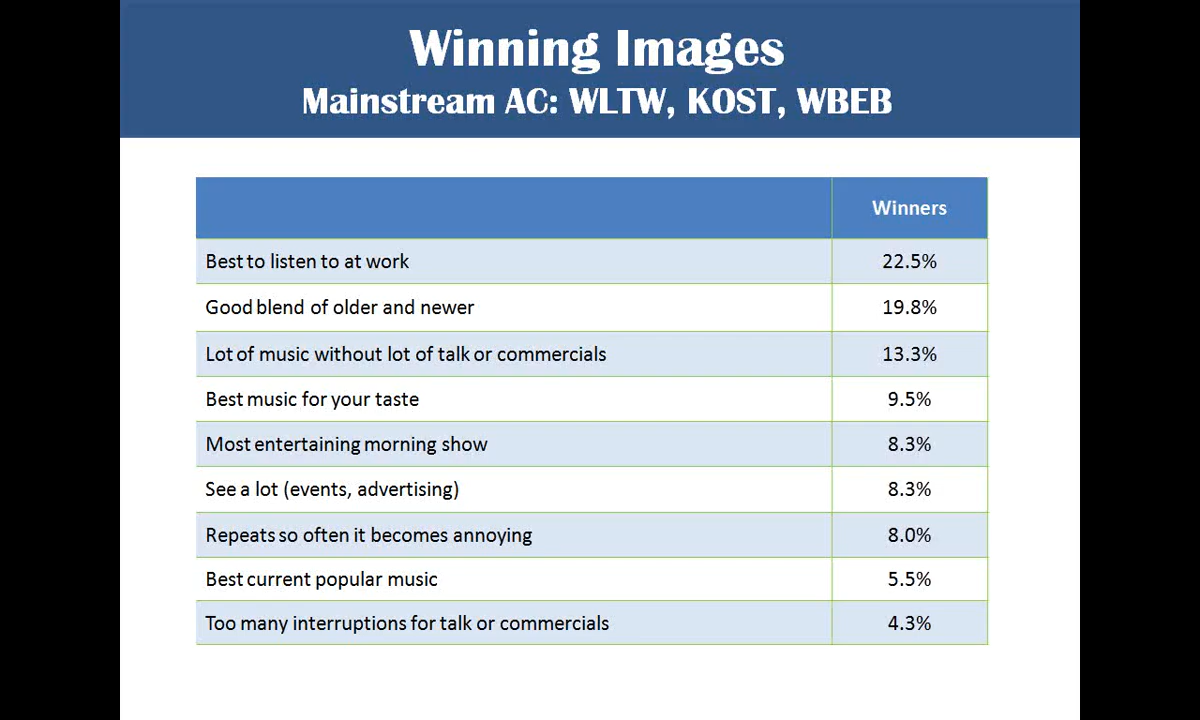 Winning Images
Mainstream AC: WLTW, KOST, WBEB
Winners
Best to listen to at work 22.5%
Good blend of older and newer 19.8%
Lot of music without lot of talk or commercials 13.3%
Best music for your taste 9.5%
Most entertaining morning show 8.3%
See a lot (events, advertising) 8.3%
Repeats so often it becomes annoying 8.0%
Best current popular music 5.5%
Too many interruptions for talk or commercials 4.3%